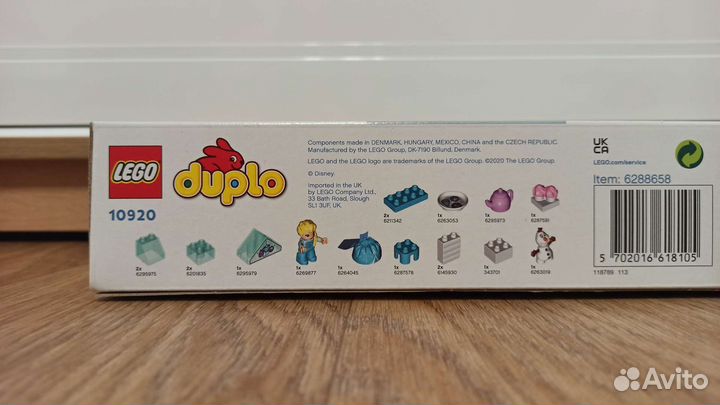 LEGO
duplo
10920
Components made in DENMARK, HUNGARY, MEXICO, CHINA and the CZECH REPUBLIC.
Manufactured by the LEGO Group, DK-7190 Billund, Denmark.
LEGO and the LEGO logo are trademarks of the LEGO Group. ©2020 The LEGO Group.
© Disney
Imported in the UK
by LEGO Company Ltd.,
33 Bath Road, Slough
SL1 3UF, UK.
2x
6211342
1x
6263053
1x
6295973
1x
6287591
2x
6295975
2x
6201835
1x
6295979
1x
6269877
1x
6264045
1x
6287578
2x
6145930
1x
343701
1x
6263019
UK
CA
LEGO.com/service
Item: 6288658
5 702016 618105
118789 113
Avito